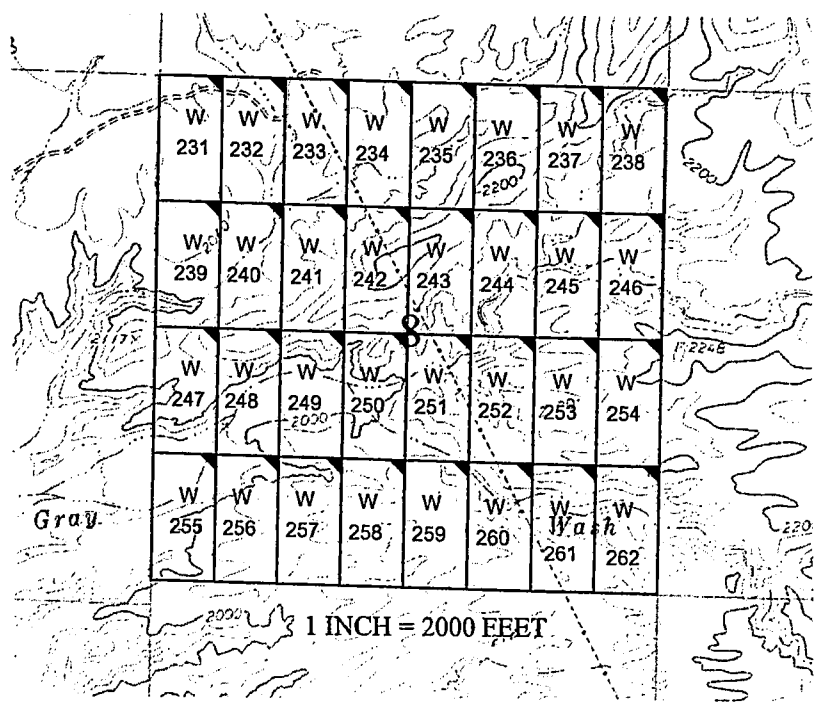 W W W W W W W W
231 232 233 234 235 236 237 238
2200
2200
W W W W W W W W
239 240 241 242 243 244 245 246
8
2248
W W W W W W W W
247 248 249 250 251 252 253 254
2000
W W W W W W W W
255 256 257 258 259 260 261 262
Gray Wash
2000
1 INCH = 2000 FEET